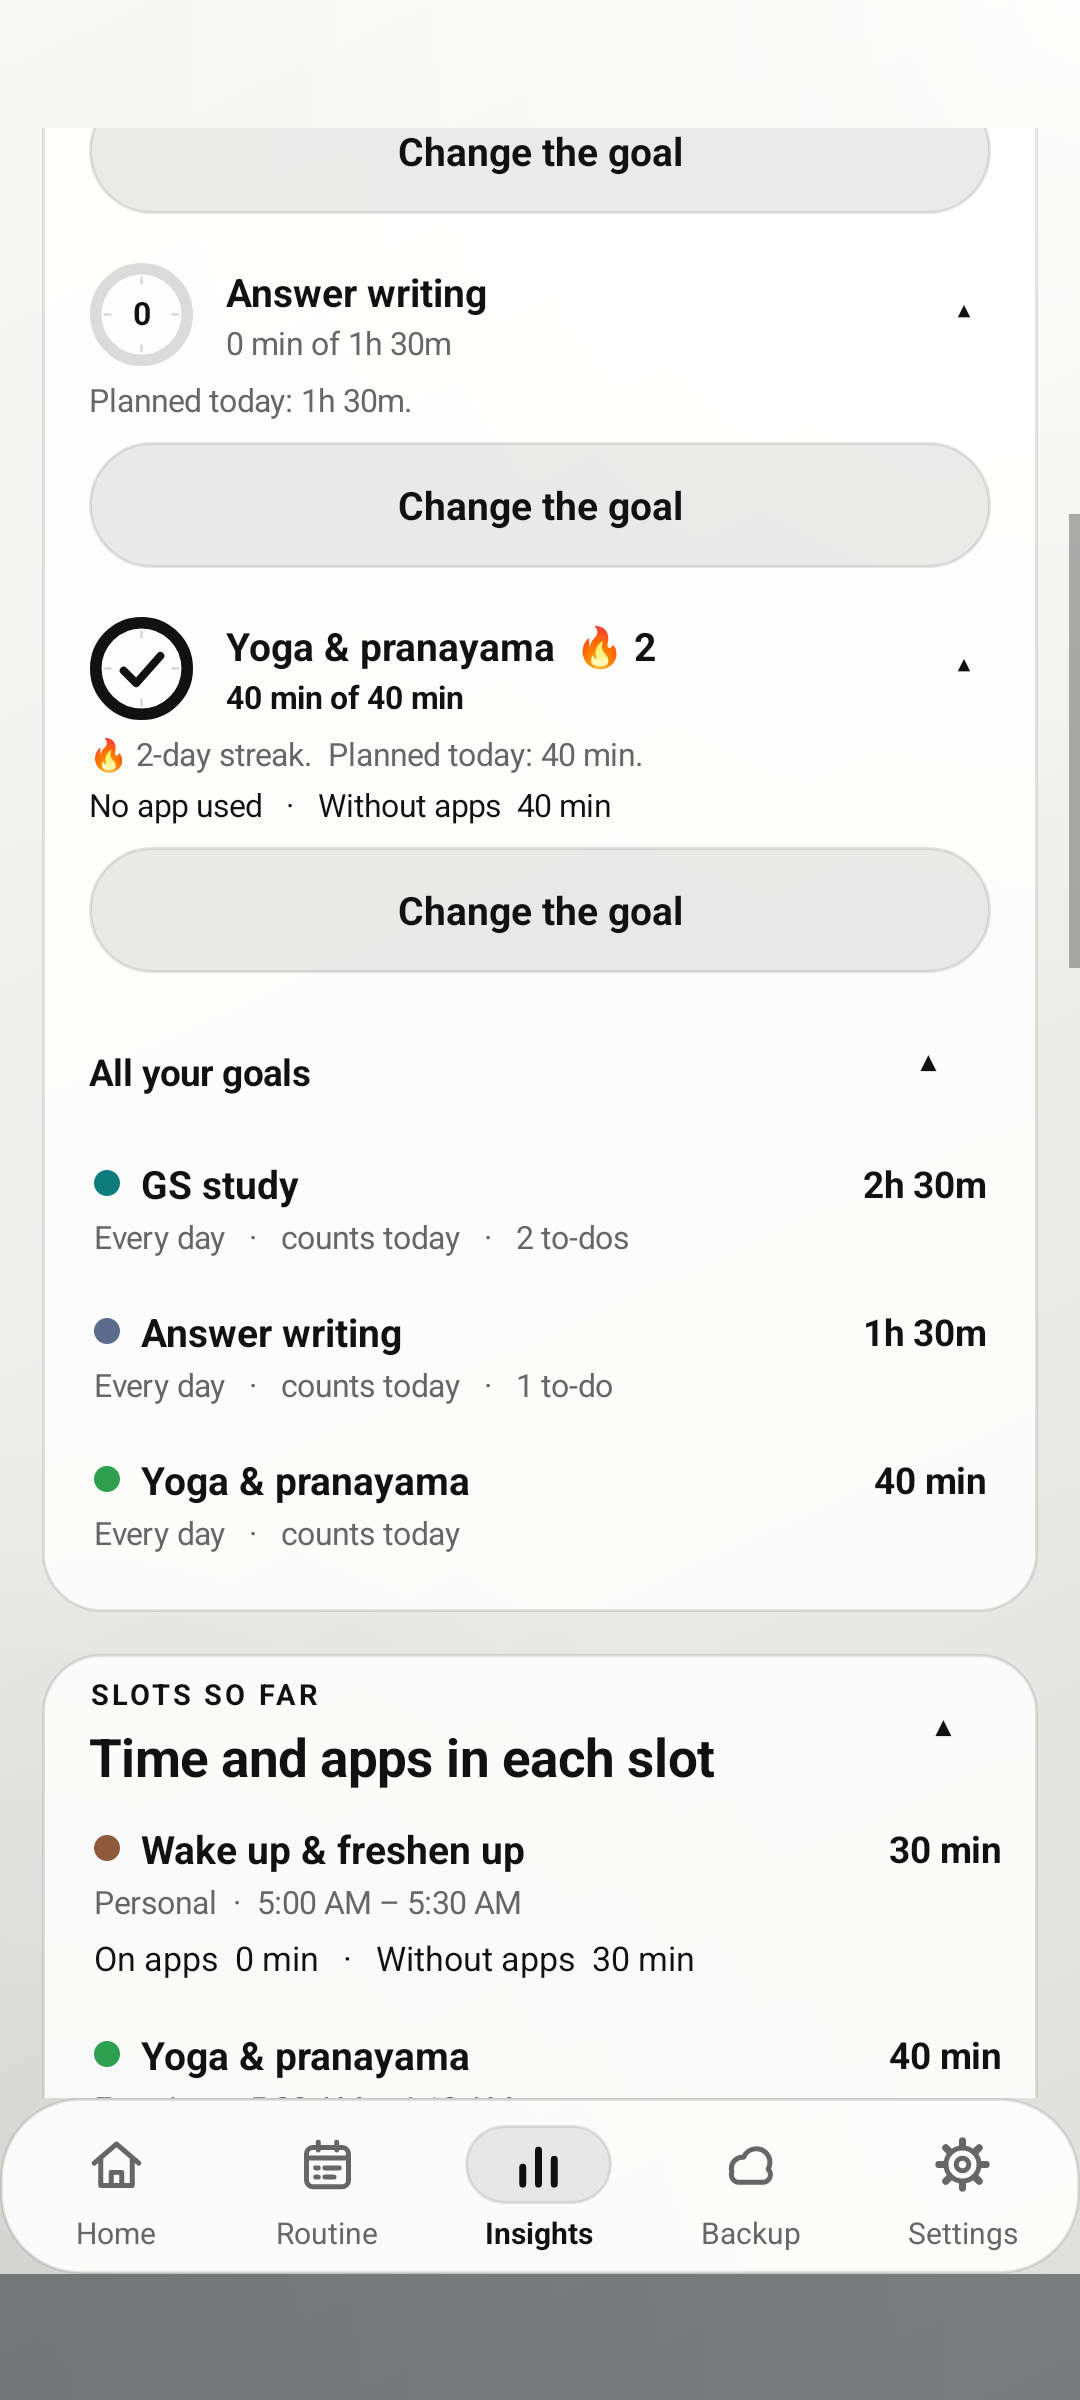 Change the goal
0
Answer writing
▲
0 min of 1h 30m
Planned today: 1h 30m.
Change the goal
Yoga & pranayama 🔥 2
▲
40 min of 40 min
🔥 2-day streak. Planned today: 40 min.
No app used · Without apps 40 min
Change the goal
All your goals ▲
GS study 2h 30m
Every day · counts today · 2 to-dos
Answer writing 1h 30m
Every day · counts today · 1 to-do
Yoga & pranayama 40 min
Every day · counts today
SLOTS SO FAR
Time and apps in each slot ▲
Wake up & freshen up 30 min
Personal · 5:00 AM – 5:30 AM
On apps 0 min · Without apps 30 min
Yoga & pranayama 40 min
Home Routine Insights Backup Settings